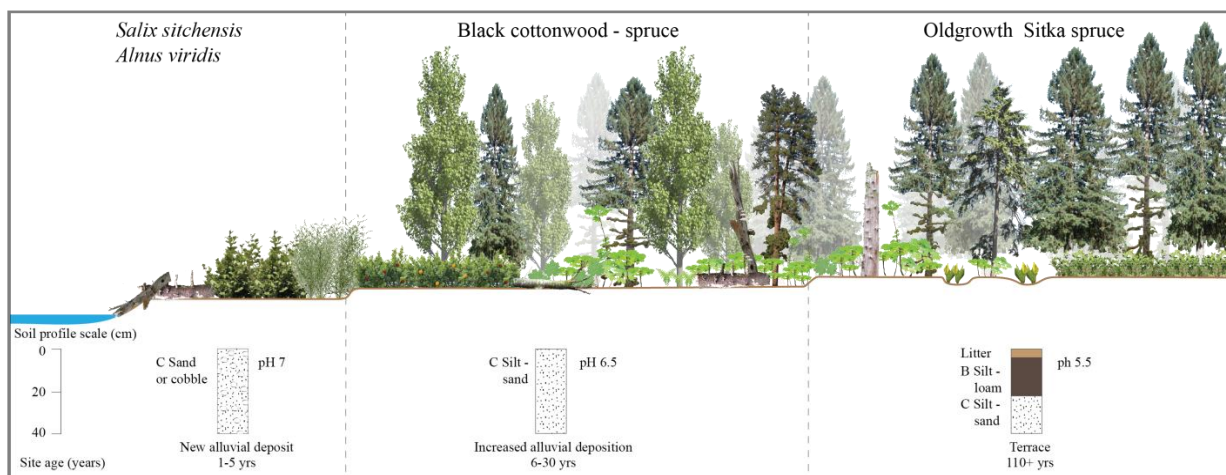 Salix sitchensis
Alnus viridis
Black cottonwood - spruce
Oldgrowth Sitka spruce
Soil profile scale (cm)
0
20
40
C Sand
or cobble
pH 7
New alluvial deposit
1-5 yrs
Site age (years)
C Silt -
sand
pH 6.5
Increased alluvial deposition
6-30 yrs
Litter
B Silt -
loam
C Silt -
sand
ph 5.5
Terrace
110+ yrs